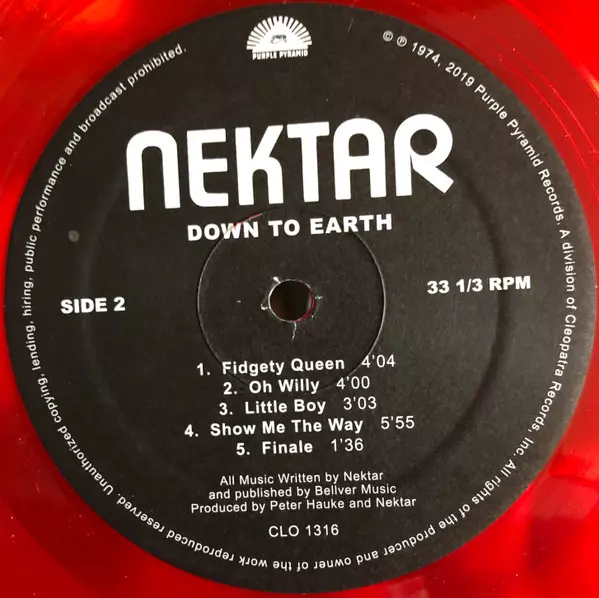 PURPLE PYRAMID
NEKTAR
DOWN TO EARTH
SIDE 2
33 1/3 RPM
1. Fidgety Queen 4'04
2. Oh Willy 4'00
3. Little Boy 3'03
4. Show Me The Way 5'55
5. Finale 1'36
All Music Written by Nektar
and published by Bellver Music
Produced by Peter Hauke and Nektar
CLO 1316
© ℗ 1974, 2019 Purple Pyramid Records. A division of Cleopatra Records, Inc. All rights of the producer and owner of the work reproduced reserved. Unauthorized copying, lending, hiring, public performance and broadcast prohibited.